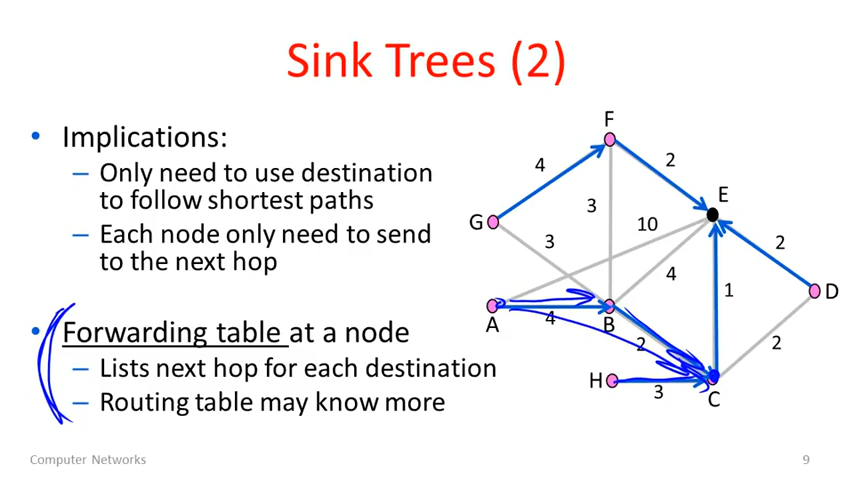 Sink Trees (2)
• Implications:
– Only need to use destination
to follow shortest paths
– Each node only need to send
to the next hop
• Forwarding table at a node
– Lists next hop for each destination
– Routing table may know more
F
4
2
E
3
10
G
3
2
4
1
D
A
4
B
2
2
H
3
C
Computer Networks
9